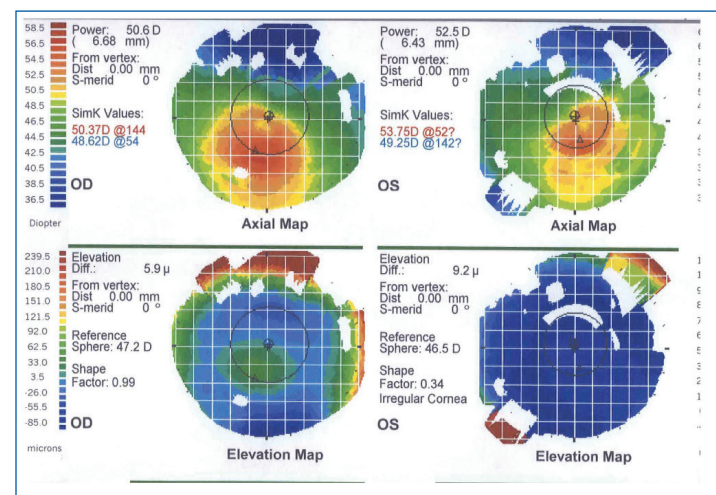 58.5
56.5
54.5
52.5
50.5
48.5
46.5
44.5
42.5
40.5
38.5
36.5
Diopter
Power: 50.6 D
( 6.68 mm)
From vertex:
Dist 0.00 mm
S-merid 0 º
SimK Values:
50.37D @144
48.62D @54
OD
Axial Map
Power: 52.5 D
( 6.43 mm)
From vertex:
Dist 0.00 mm
S-merid 0 º
SimK Values:
53.75D @52?
49.25D @142?
OS
Axial Map
239.5
210.0
180.5
151.0
121.5
92.0
62.5
33.0
3.5
-26.0
-55.5
-85.0
microns
Elevation
Diff.: 5.9 µ
From vertex:
Dist 0.00 mm
S-merid 0 º
Reference
Sphere: 47.2 D
Shape
Factor: 0.99
OD
Elevation Map
Elevation
Diff.: 9.2 µ
From vertex:
Dist 0.00 mm
S-merid 0 º
Reference
Sphere: 46.5 D
Shape
Factor: 0.34
Irregular Cornea
OS
Elevation Map